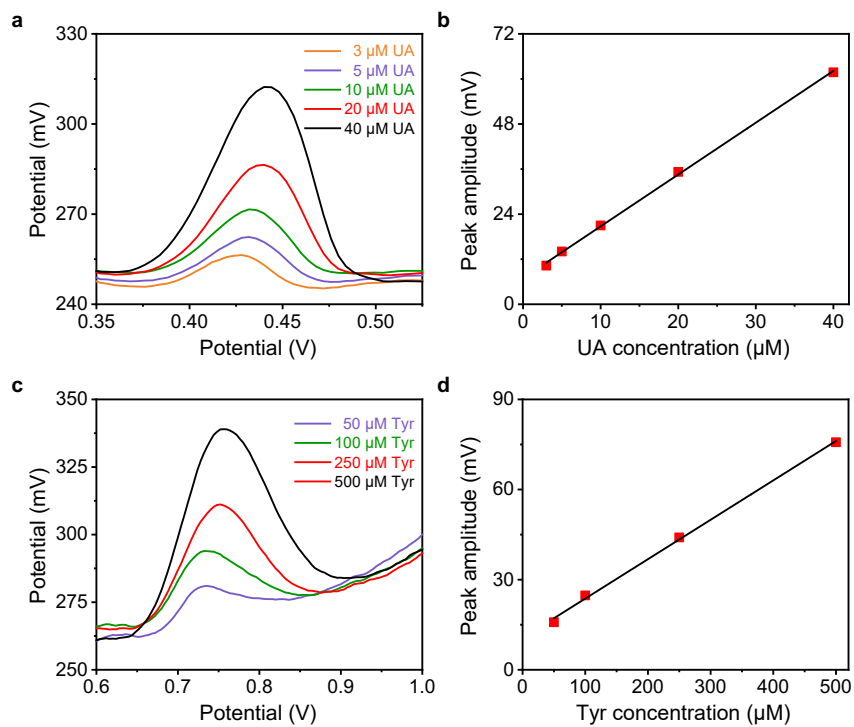 a
330
310
270
240
Potential (mV)
0.35
0.40
0.45
0.50
Potential (V)
3 µM UA
5 µM UA
10 µM UA
20 µM UA
40 µM UA
b
72
48
24
0
Peak amplitude (mV)
0
10
20
30
40
UA concentration (µM)
c
350
325
300
275
250
Potential (mV)
0.6
0.7
0.8
0.9
1.0
Potential (V)
50 µM Tyr
100 µM Tyr
250 µM Tyr
500 µM Tyr
d
90
60
30
0
Peak amplitude (mV)
0
100
200
300
400
500
Tyr concentration (µM)